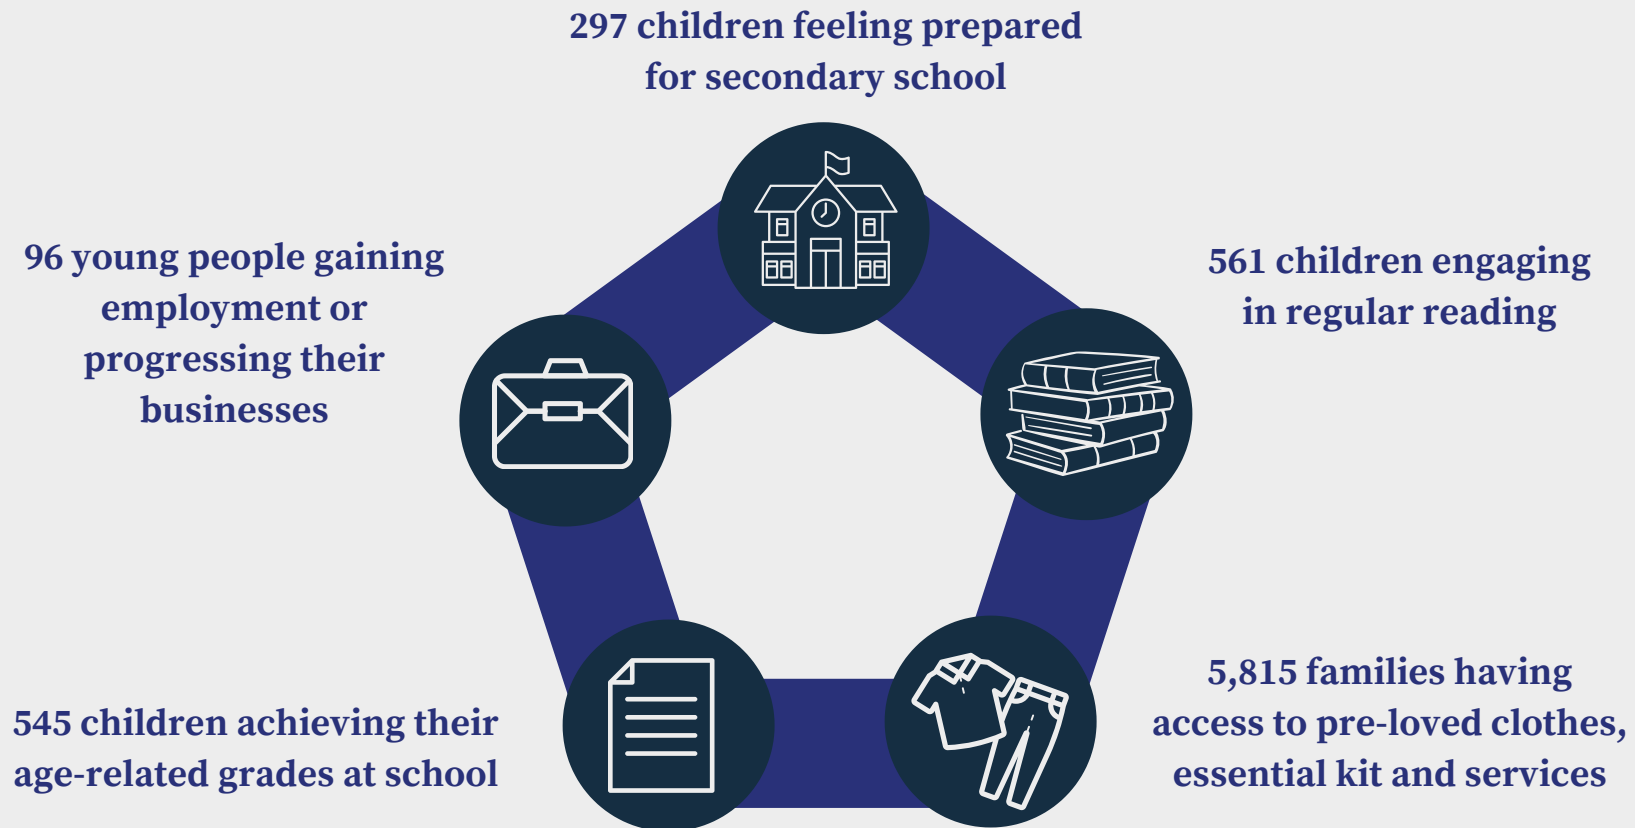 297 children feeling prepared
for secondary school
96 young people gaining
employment or
progressing their
businesses
561 children engaging
in regular reading
545 children achieving their
age-related grades at school
5,815 families having
access to pre-loved clothes,
essential kit and services